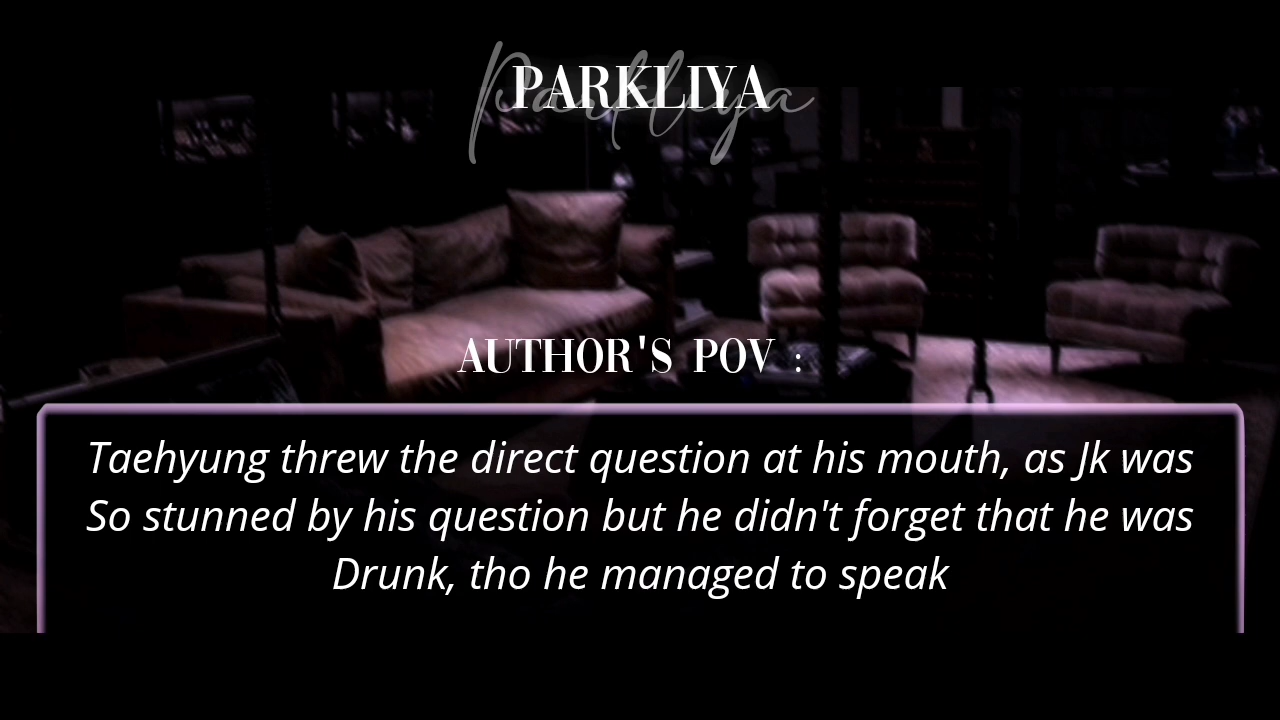 Parkliya
PARKLIYA
AUTHOR'S POV :
Taehyung threw the direct question at his mouth, as Jk was
So stunned by his question but he didn't forget that he was
Drunk, tho he managed to speak